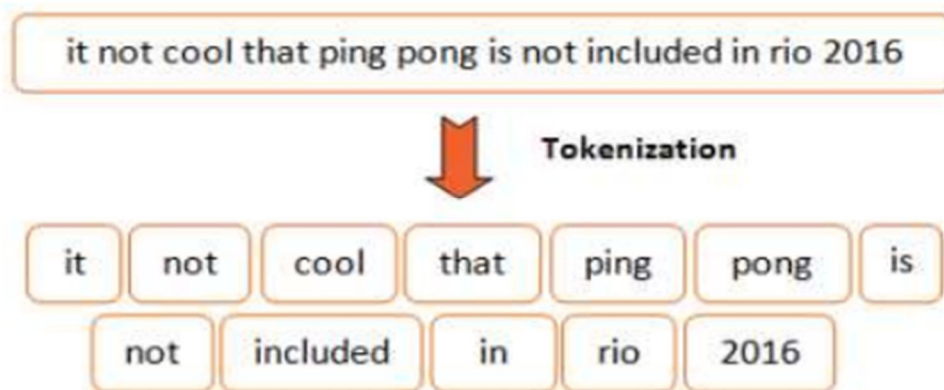 it not cool that ping pong is not included in rio 2016
Tokenization
it not cool that ping pong is
not included in rio 2016